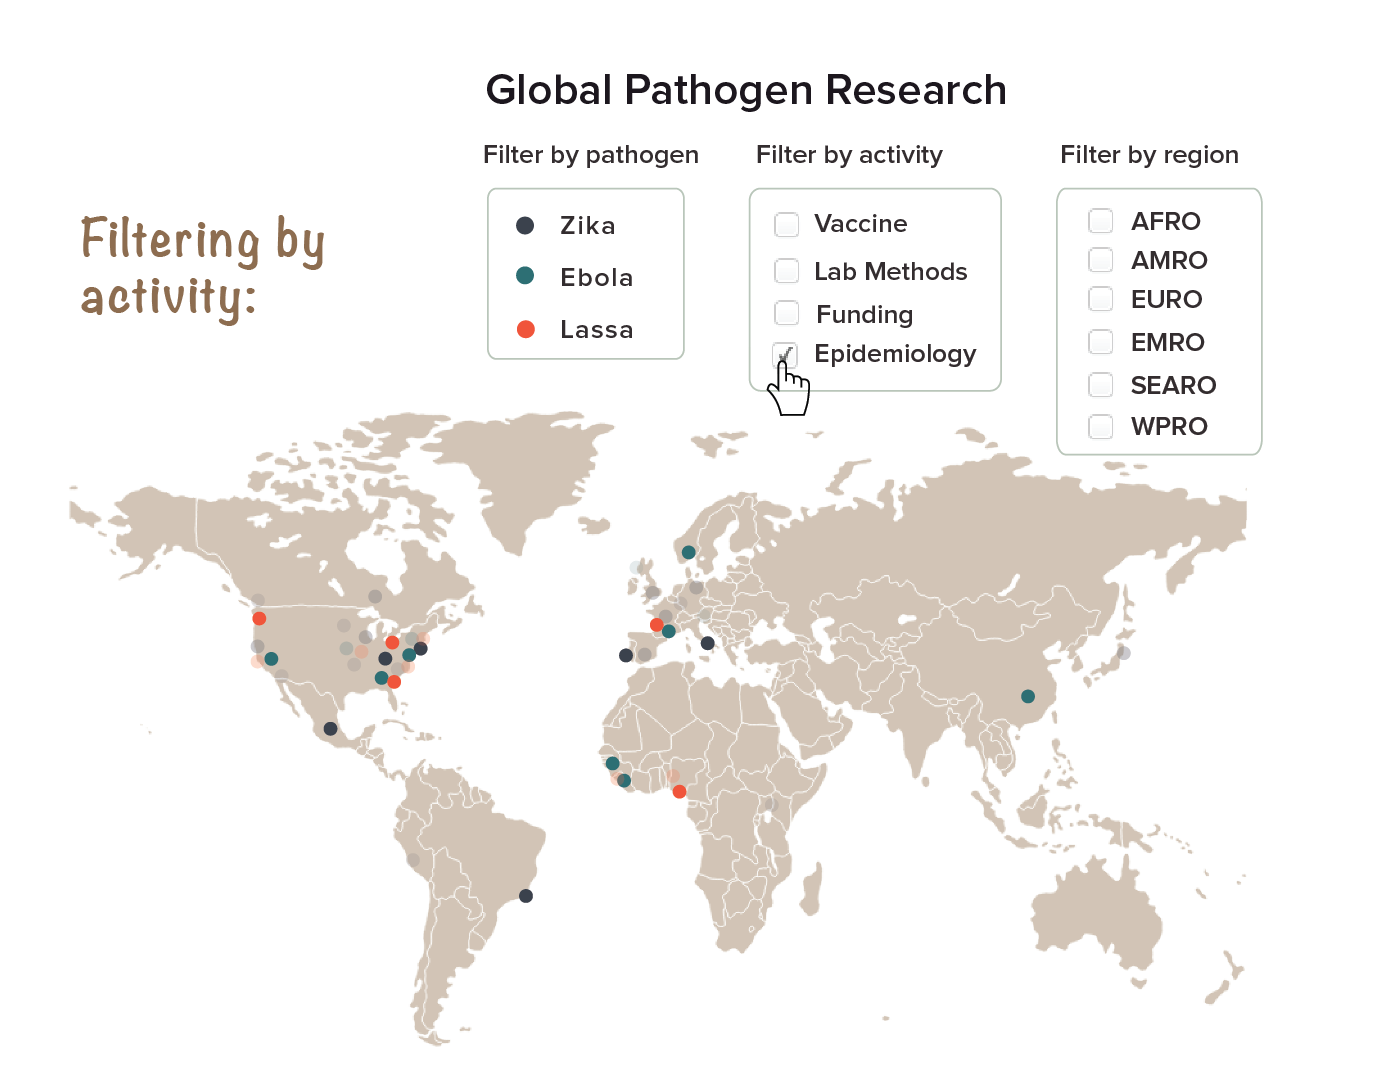 Global Pathogen Research
Filter by pathogen
Zika
Ebola
Lassa
Filter by activity
Vaccine
Lab Methods
Funding
Epidemiology
Filter by region
AFRO
AMRO
EURO
EMRO
SEARO
WPRO
Filtering by
activity: